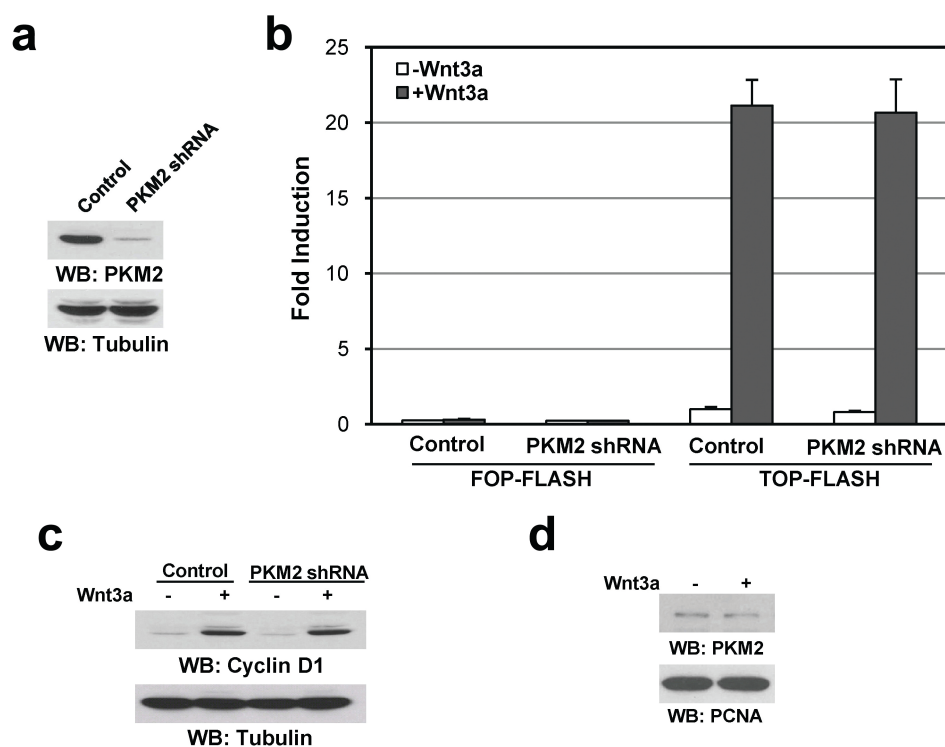 a
Control
PKM2 shRNA
WB: PKM2
WB: Tubulin
b
25
20
15
10
5
0
Fold Induction
-Wnt3a
+Wnt3a
Control
PKM2 shRNA
Control
PKM2 shRNA
FOP-FLASH
TOP-FLASH
c
Control
PKM2 shRNA
Wnt3a - + - +
WB: Cyclin D1
WB: Tubulin
d
Wnt3a - +
WB: PKM2
WB: PCNA